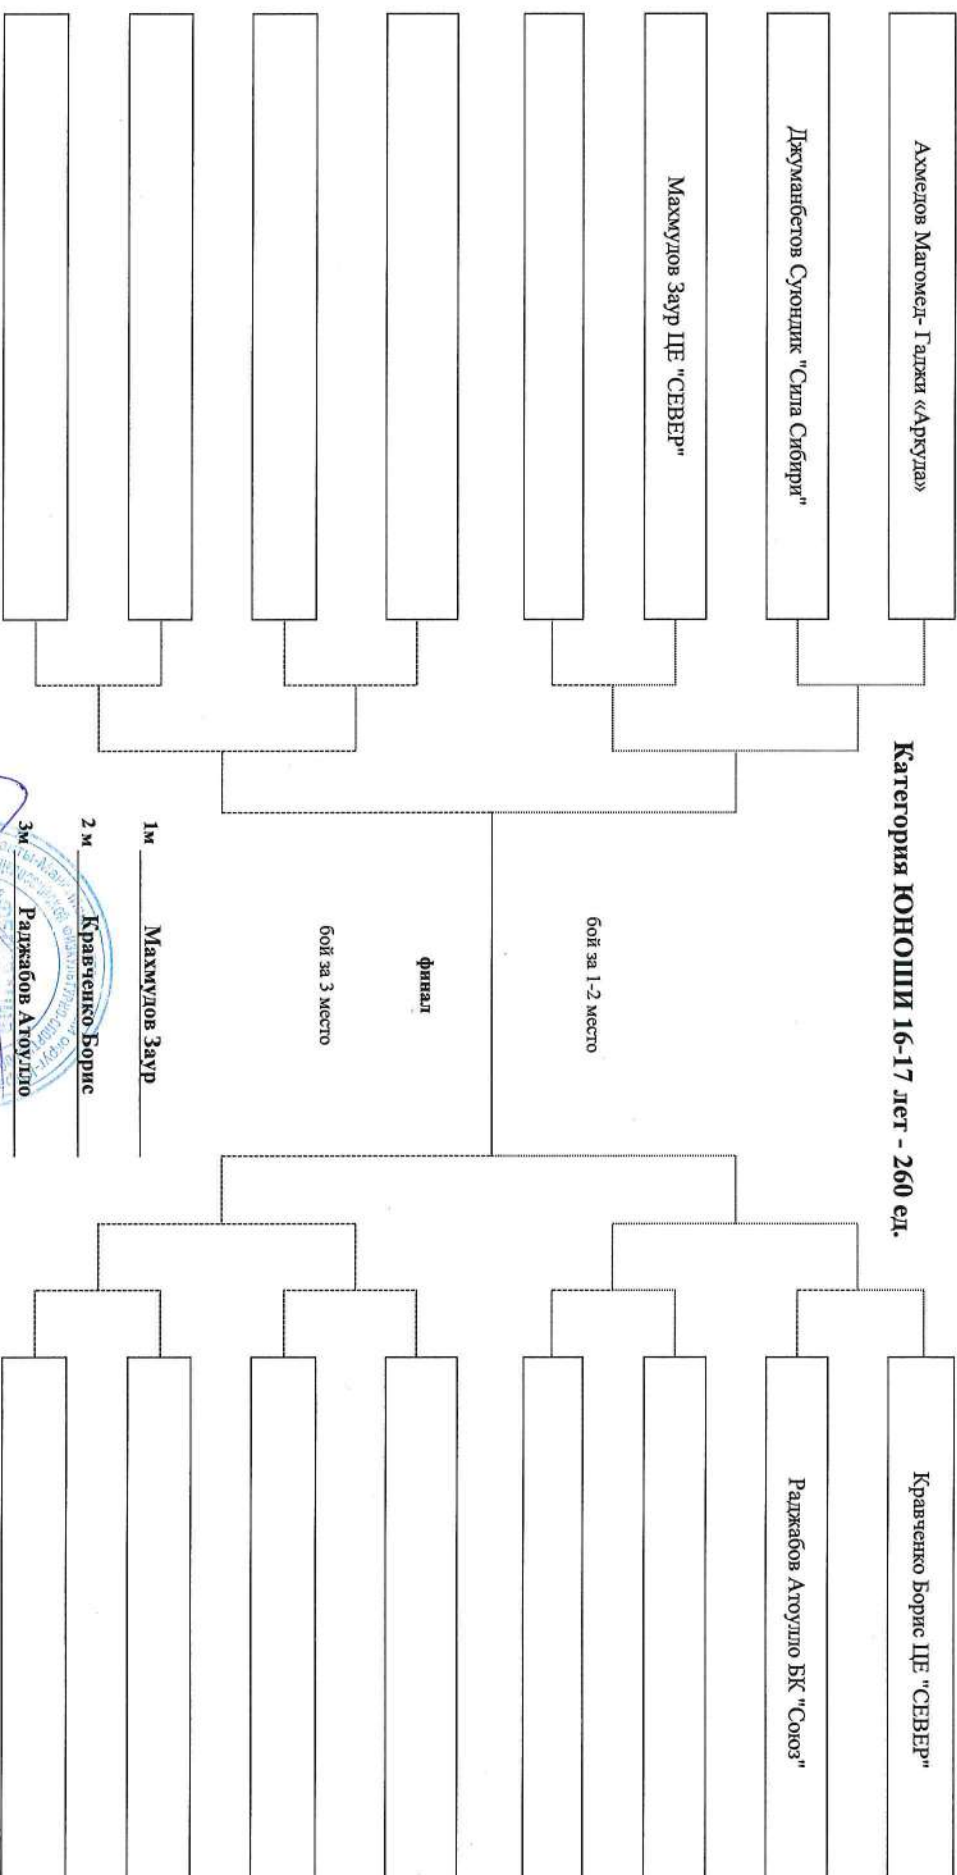 Категория ЮНОШИ 16-17 лет - 260 ед.
Ахмедов Магомед- Гаджи «Аркуда»
Джуманбетов Суюндик "Сила Сибири"
Махмудов Заур ЦЕ "СЕВЕР"
Кравченко Борис ЦЕ "СЕВЕР"
Раджабов Атоулло БК "Союз"
бой за 1-2 место
финал
бой за 3 место
1м Махмудов Заур
2 м Кравченко Борис
3м Раджабов Атоулло